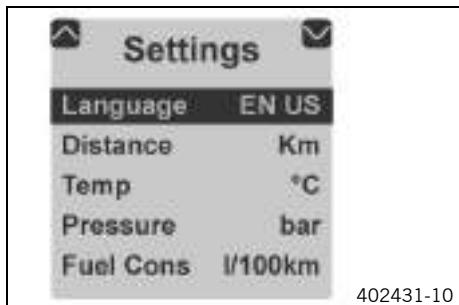 Settings
Language EN US
Distance Km
Temp °C
Pressure bar
Fuel Cons l/100km
402431-10